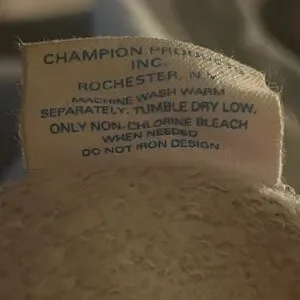 CHAMPION PRODUCTS
INC.
ROCHESTER, N.Y.
MACHINE WASH WARM
SEPARATELY. TUMBLE DRY LOW.
ONLY NON-CHLORINE BLEACH
WHEN NEEDED
DO NOT IRON DESIGN